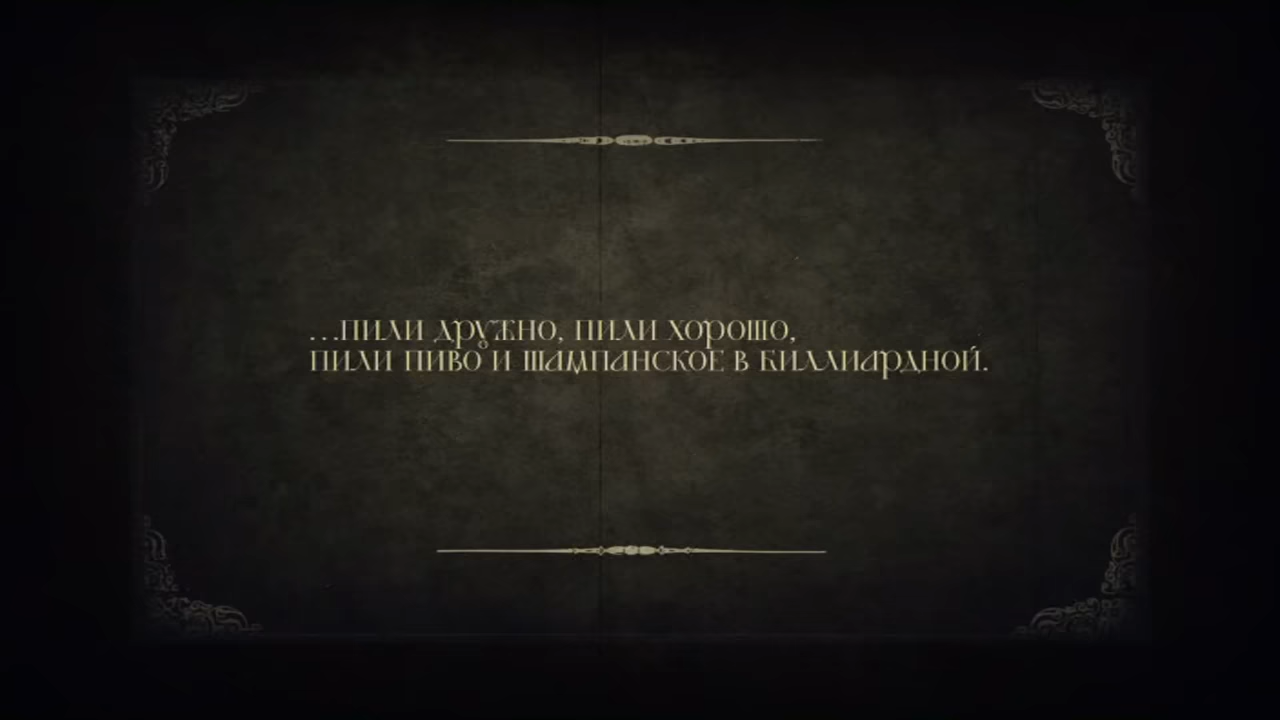 ...пили дружно, пили хорошо,
пили пиво и шампанское в биллиардной.